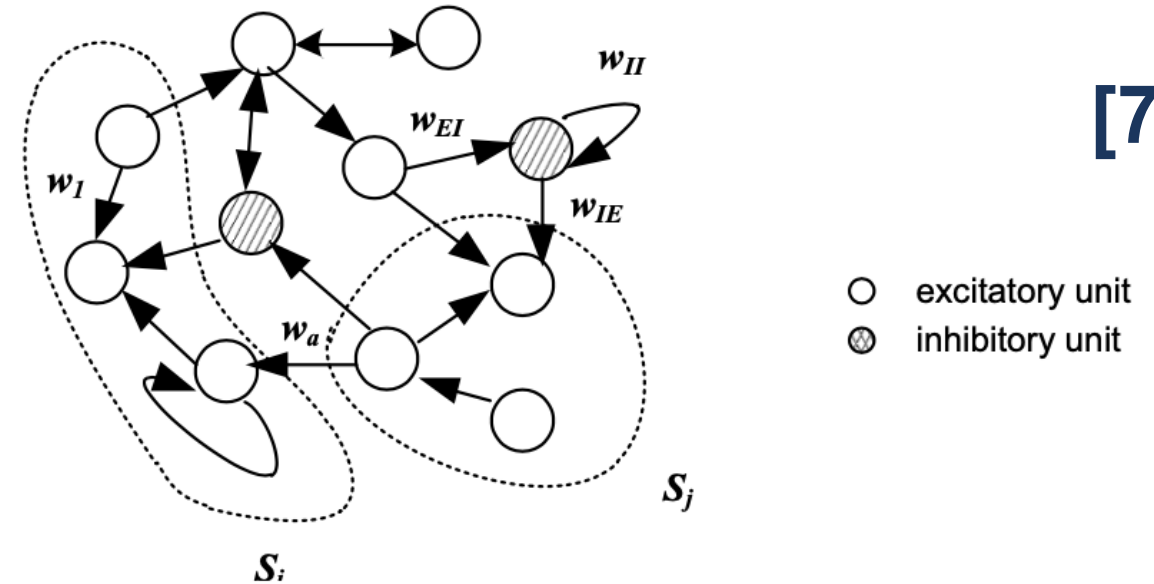 w_II
[7
w_EI
w_1
w_IE
excitatory unit
inhibitory unit
w_a
S_j
S_i